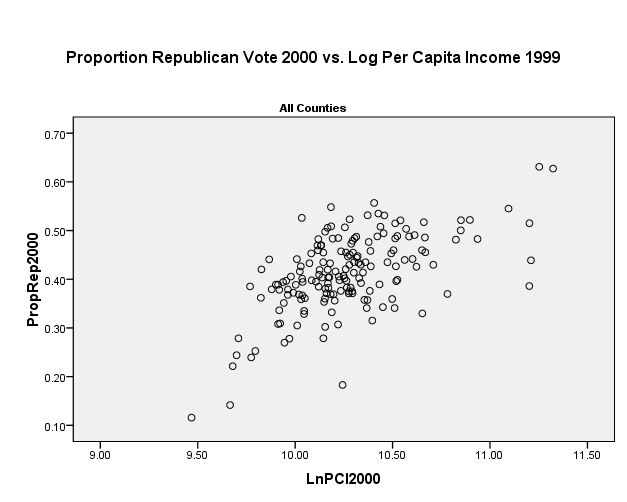 Proportion Republican Vote 2000 vs. Log Per Capita Income 1999
All Counties
0.70
0.60
0.50
0.40
0.30
0.20
0.10
PropRep2000
9.00 9.50 10.00 10.50 11.00 11.50
LnPCI2000